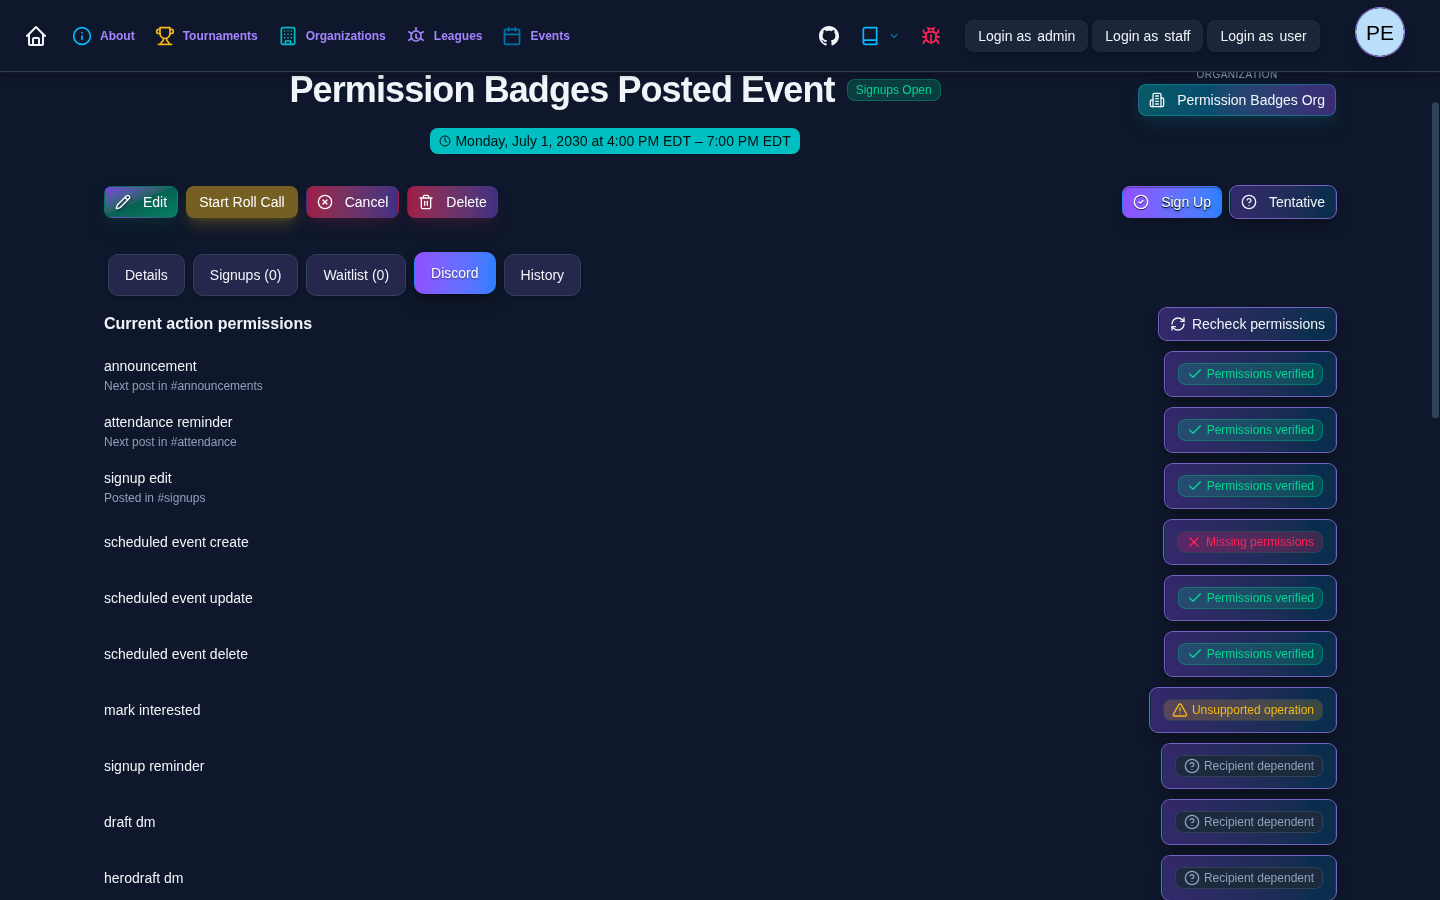 About
Tournaments
Organizations
Leagues
Events
Login as admin
Login as staff
Login as user
PE
Permission Badges Posted Event
Signups Open
ORGANIZATION
Permission Badges Org
Monday, July 1, 2030 at 4:00 PM EDT – 7:00 PM EDT
Edit
Start Roll Call
Cancel
Delete
Sign Up
Tentative
Details
Signups (0)
Waitlist (0)
Discord
History
Current action permissions
Recheck permissions
announcement
Next post in #announcements
Permissions verified
attendance reminder
Next post in #attendance
Permissions verified
signup edit
Posted in #signups
Permissions verified
scheduled event create
Missing permissions
scheduled event update
Permissions verified
scheduled event delete
Permissions verified
mark interested
Unsupported operation
signup reminder
Recipient dependent
draft dm
Recipient dependent
herodraft dm
Recipient dependent